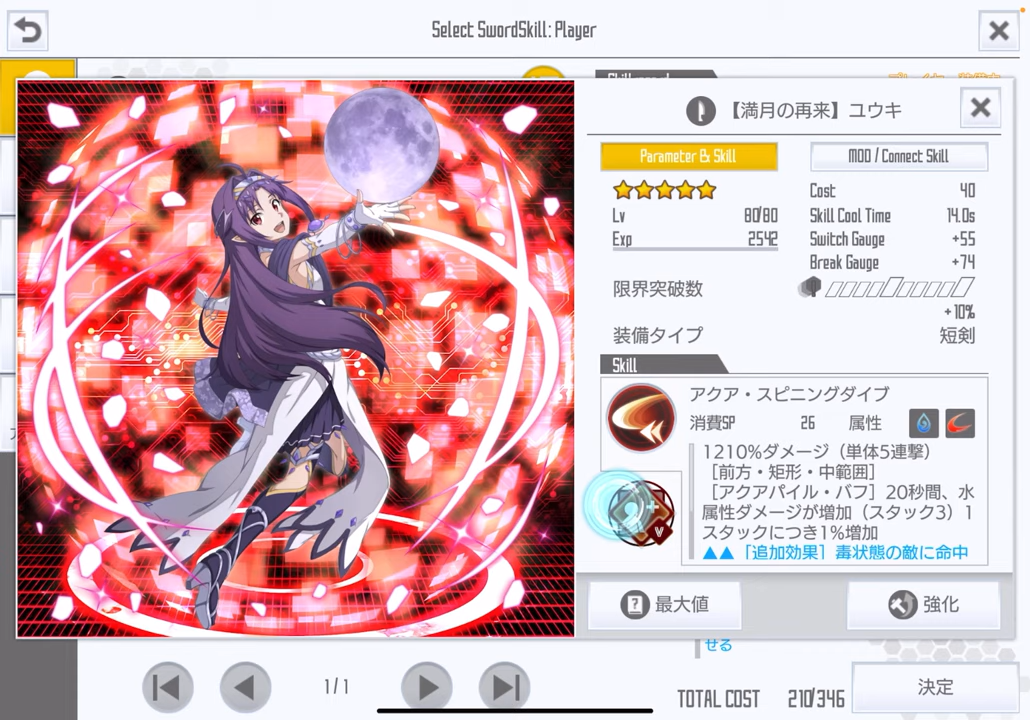 Select SwordSkill: Player
【満月の再来】ユウキ
Parameter & Skill
MOD / Connect Skill
Lv 80/80
Exp 2542
Cost 40
Skill Cool Time 14.0s
Switch Gauge +55
Break Gauge +74
限界突破数
+10%
装備タイプ 短剣
Skill
アクア・スピニングダイブ
消費SP 26 属性
1210%ダメージ（単体5連撃）
［前方・矩形・中範囲］
［アクアパイル・バフ］20秒間、水
属性ダメージが増加（スタック3）1
スタックにつき1%増加
▲▲［追加効果］毒状態の敵に命中
V
最大値
強化
せる
1/1
TOTAL COST 210/346
決定